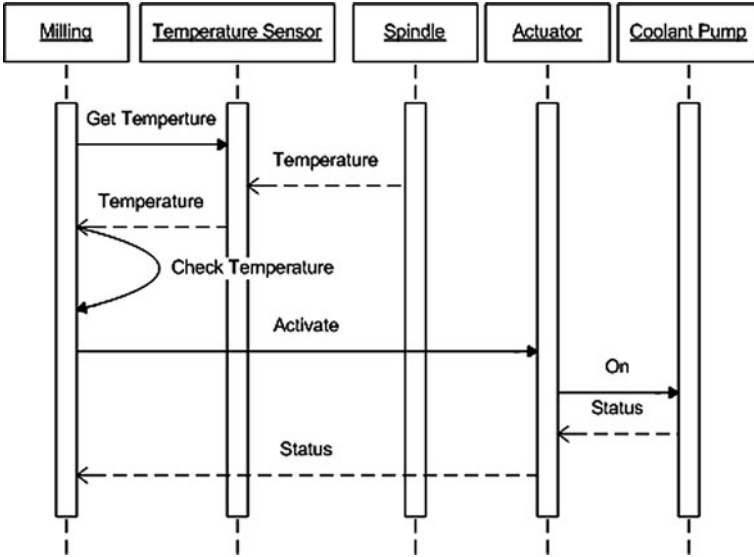 Milling
Temperature Sensor
Spindle
Actuator
Coolant Pump
Get Temperture
Temperature
Temperature
Check Temperature
Activate
On
Status
Status